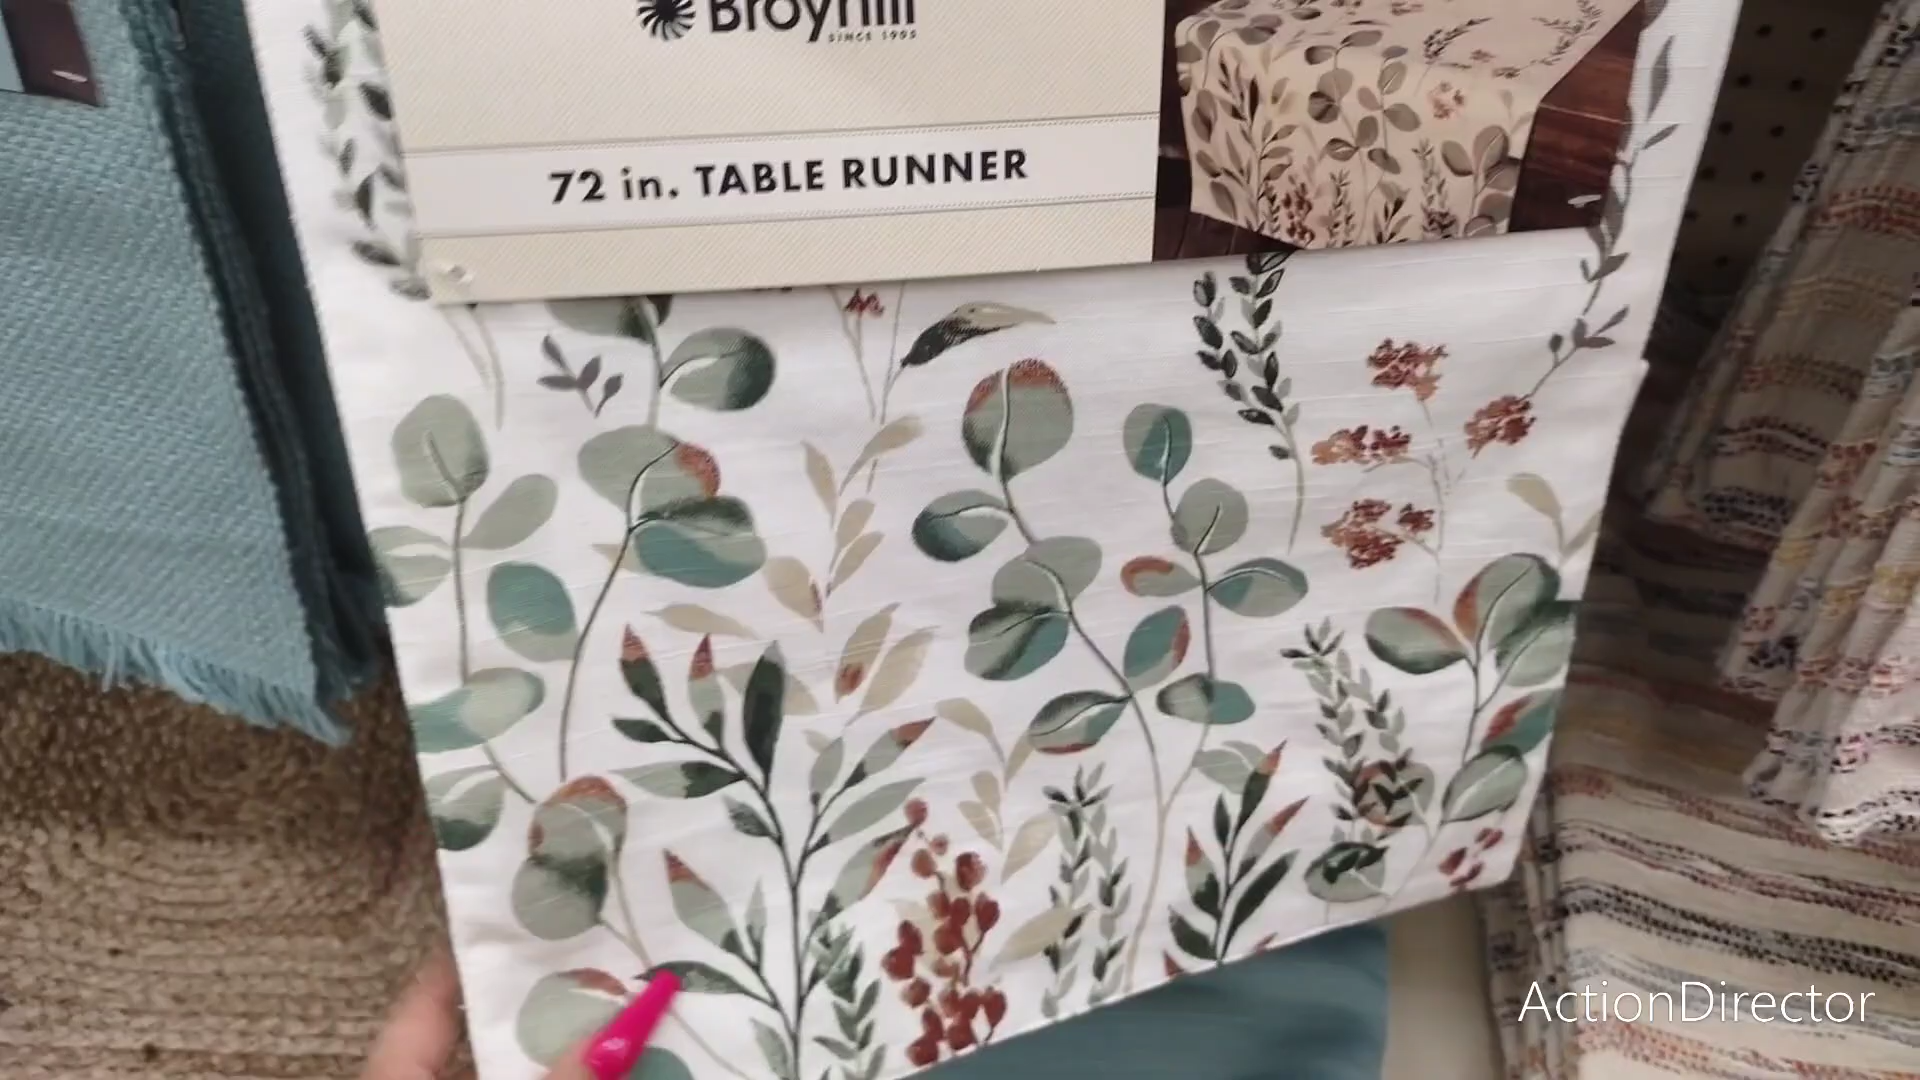 Broyhill
SINCE 1905
72 in. TABLE RUNNER
ActionDirector